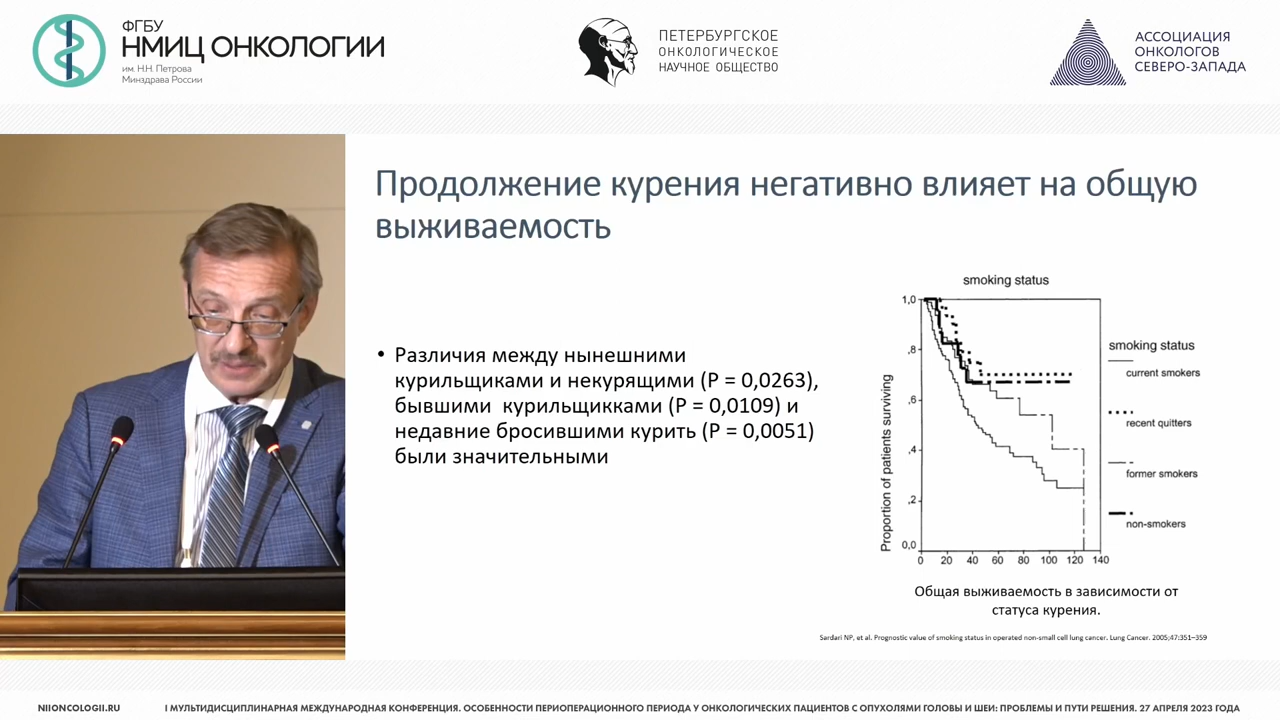 ФГБУ
НМИЦ ОНКОЛОГИИ
им. Н.Н. Петрова
Минздрава России
ПЕТЕРБУРГСКОЕ
ОНКОЛОГИЧЕСКОЕ
НАУЧНОЕ ОБЩЕСТВО
АССОЦИАЦИЯ
ОНКОЛОГОВ
СЕВЕРО-ЗАПАДА
Продолжение курения негативно влияет на общую
выживаемость
• Различия между нынешними
курильщиками и некурящими (P = 0,0263),
бывшими курильщикками (P = 0,0109) и
недавние бросившими курить (P = 0,0051)
были значительными
smoking status
Proportion of patients surviving
1,0
,8
,6
,4
,2
0,0
0 20 40 60 80 100 120 140
smoking status
current smokers
recent quitters
former smokers
non-smokers
Общая выживаемость в зависимости от
статуса курения.
Sardari NP, et al. Prognostic value of smoking status in operated non-small cell lung cancer. Lung Cancer. 2005;47:351–359
NIIONCOLOGII.RU
I МУЛЬТИДИСЦИПЛИНАРНАЯ МЕЖДУНАРОДНАЯ КОНФЕРЕНЦИЯ. ОСОБЕННОСТИ ПЕРИОПЕРАЦИОННОГО ПЕРИОДА У ОНКОЛОГИЧЕСКИХ ПАЦИЕНТОВ С ОПУХОЛЯМИ ГОЛОВЫ И ШЕИ: ПРОБЛЕМЫ И ПУТИ РЕШЕНИЯ. 27 АПРЕЛЯ 2023 ГОДА